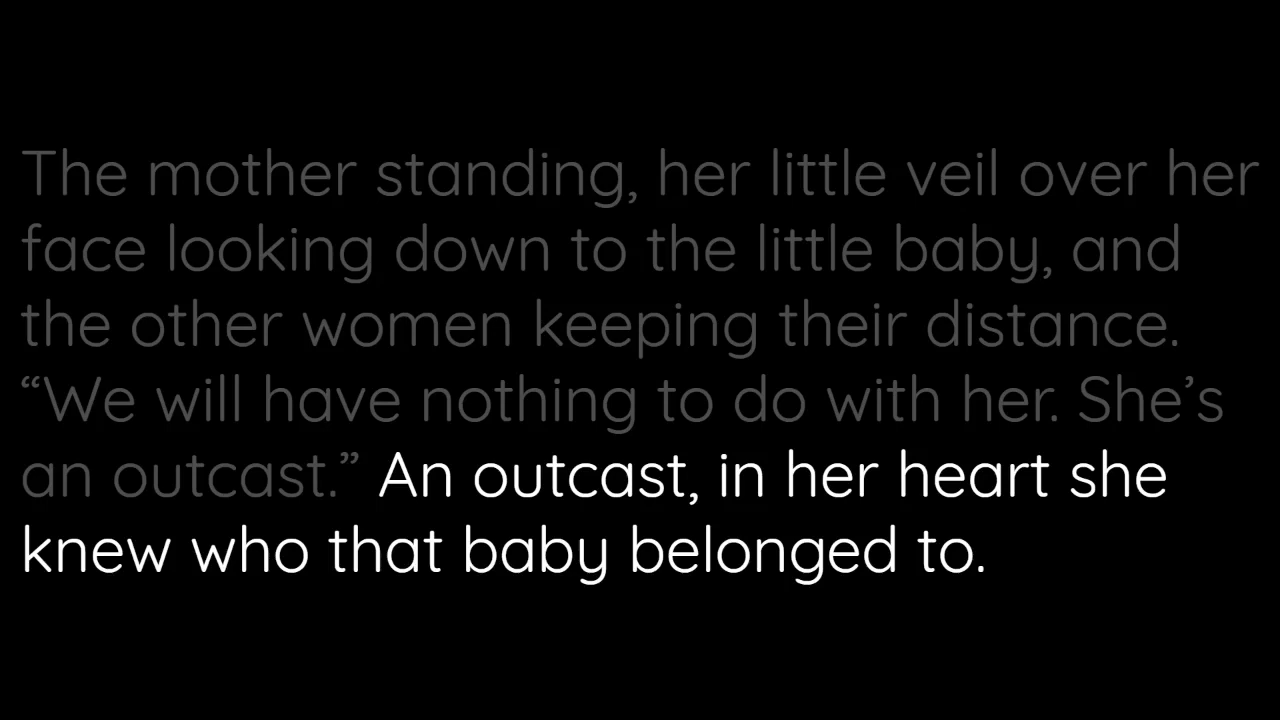 The mother standing, her little veil over her
face looking down to the little baby, and
the other women keeping their distance.
“We will have nothing to do with her. She’s
an outcast.” An outcast, in her heart she
knew who that baby belonged to.